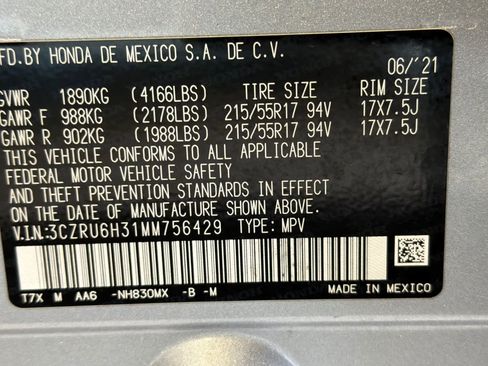 FD.BY HONDA DE MEXICO S.A. DE C.V.
06/'21
GVWR 1890KG (4166LBS) TIRE SIZE RIM SIZE
GAWR F 988KG (2178LBS) 215/55R17 94V 17X7.5J
GAWR R 902KG (1988LBS) 215/55R17 94V 17X7.5J
THIS VEHICLE CONFORMS TO ALL APPLICABLE
FEDERAL MOTOR VEHICLE SAFETY
AND THEFT PREVENTION STANDARDS IN EFFECT
ON THE DATE OF MANUFACTURE SHOWN ABOVE.
V.I.N:3CZRU6H31MM756429 TYPE: MPV
T7X M AA6 -NH830MX -B -M
MADE IN MEXICO